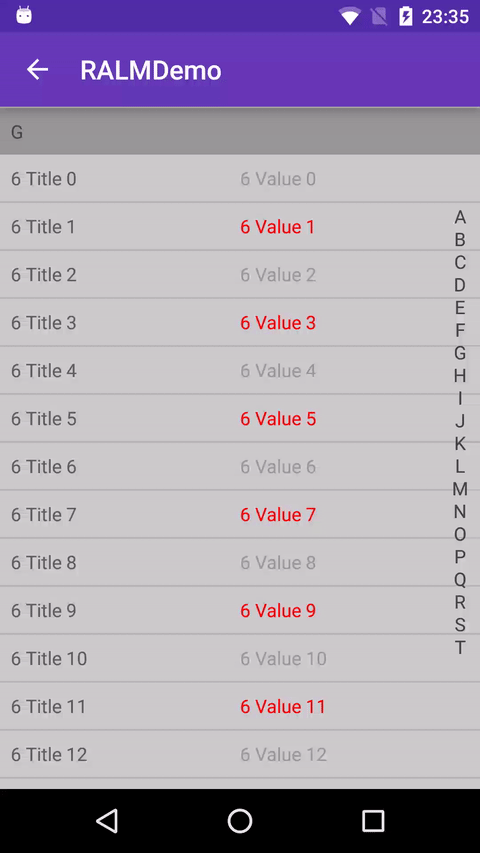 23:35
RALMDemo
G
6 Title 0 6 Value 0
6 Title 1 6 Value 1
6 Title 2 6 Value 2
6 Title 3 6 Value 3
6 Title 4 6 Value 4
6 Title 5 6 Value 5
6 Title 6 6 Value 6
6 Title 7 6 Value 7
6 Title 8 6 Value 8
6 Title 9 6 Value 9
6 Title 10 6 Value 10
6 Title 11 6 Value 11
6 Title 12 6 Value 12
A
B
C
D
E
F
G
H
I
J
K
L
M
N
O
P
Q
R
S
T